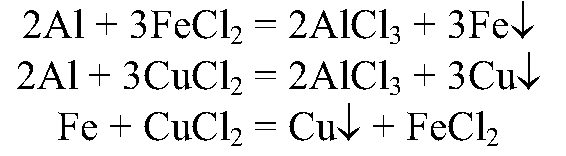 2Al + 3FeCl₂ = 2AlCl₃ + 3Fe↓
2Al + 3CuCl₂ = 2AlCl₃ + 3Cu↓
Fe + CuCl₂ = Cu↓ + FeCl₂